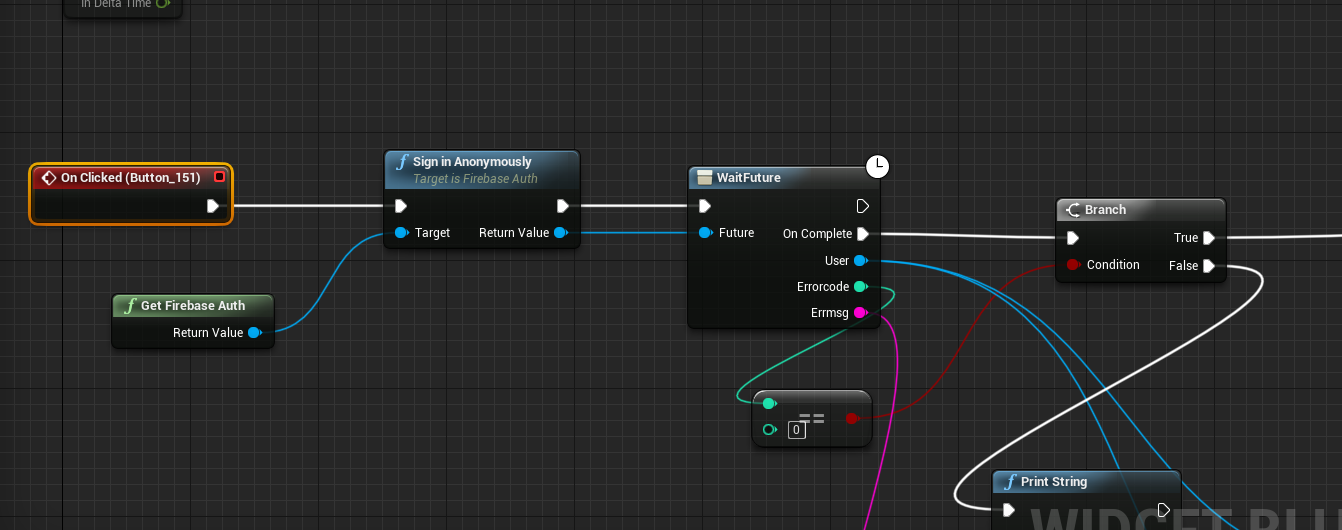 In Delta Time
On Clicked (Button_151)
Sign in Anonymously
Target is Firebase Auth
Target
Return Value
Get Firebase Auth
Return Value
WaitFuture
Future
On Complete
User
Errorcode
Errmsg
Branch
True
Condition
False
==
0
Print String
WIDGET BLU